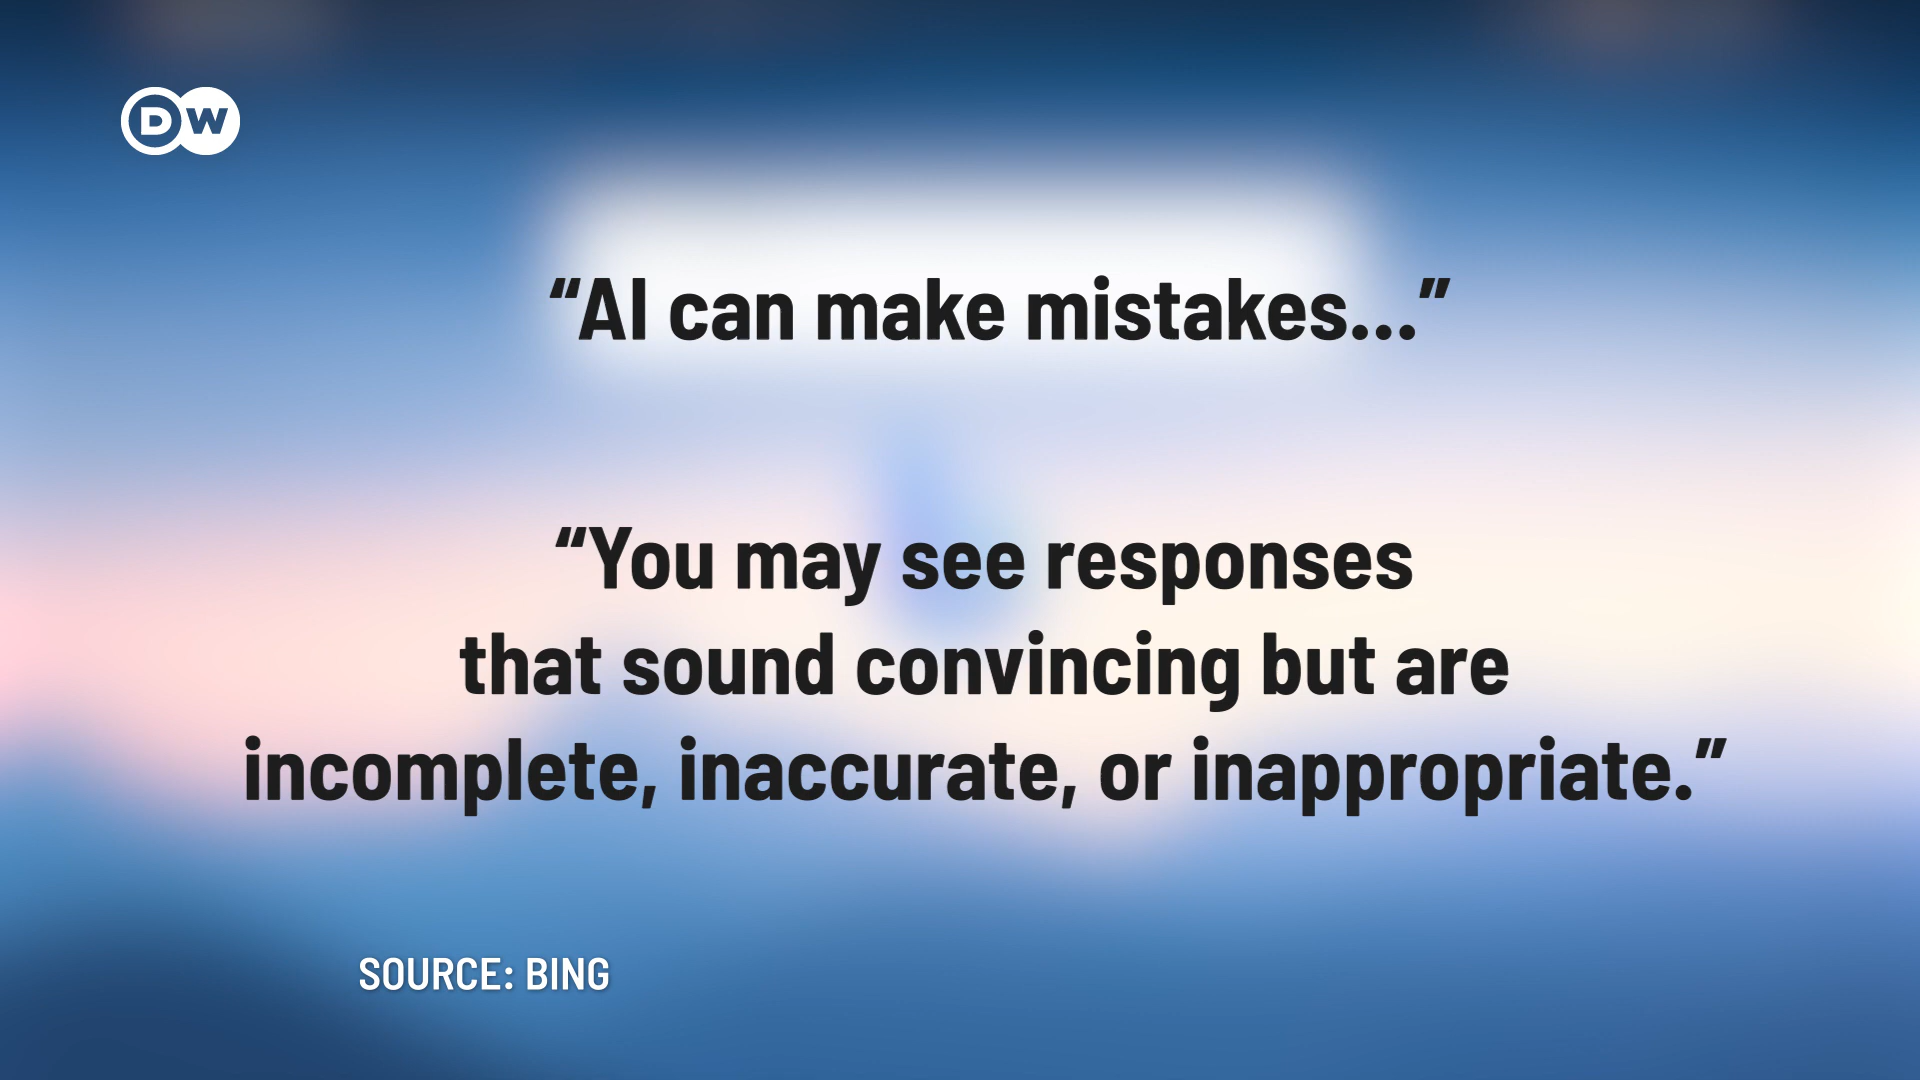 DW
“AI can make mistakes...”
“You may see responses
that sound convincing but are
incomplete, inaccurate, or inappropriate.”
SOURCE: BING